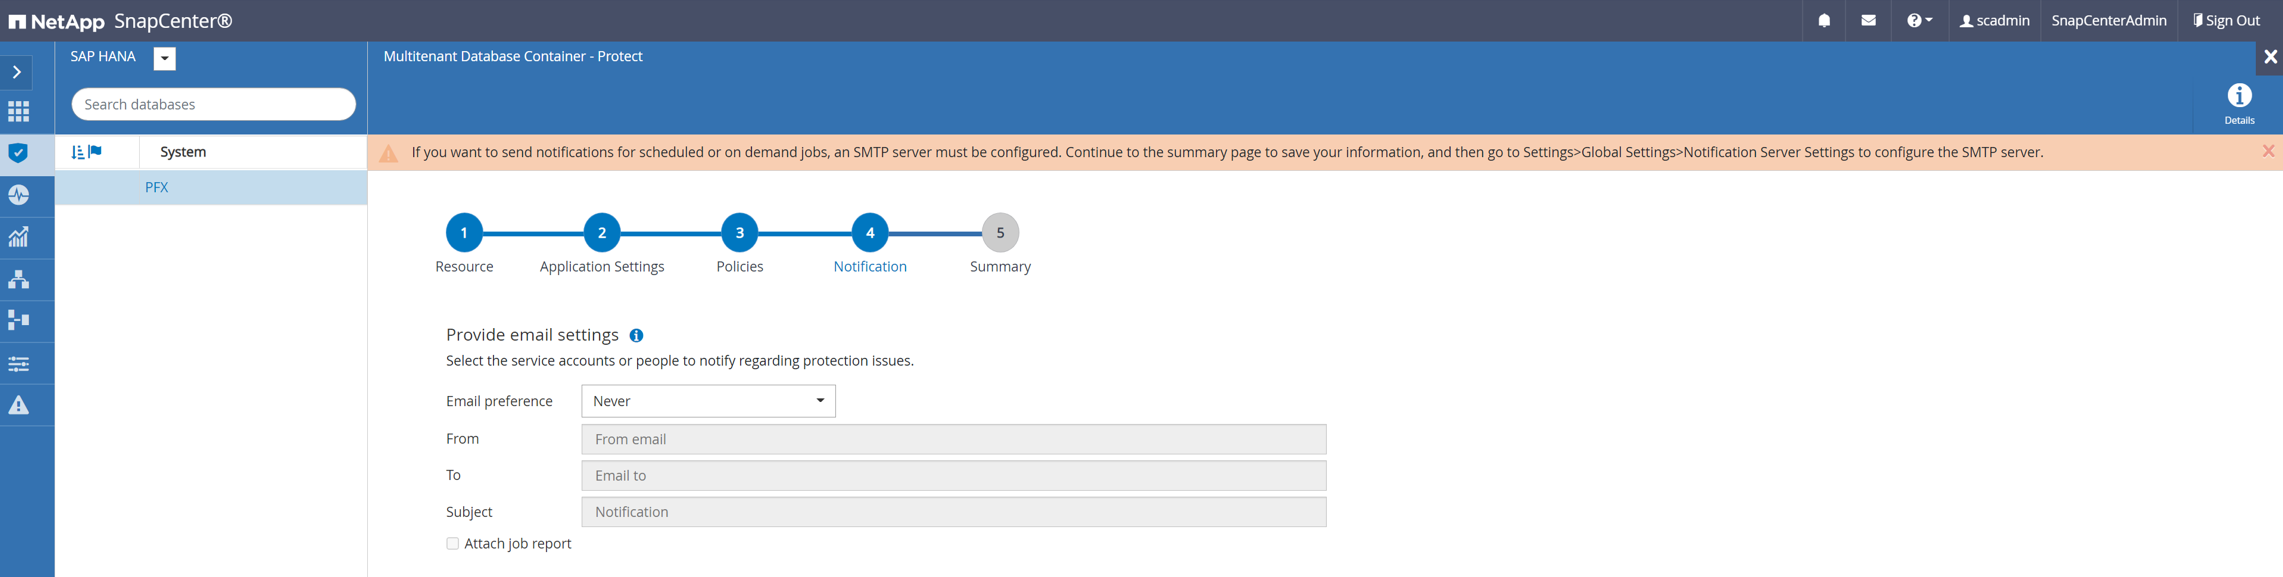 NetApp SnapCenter®
scadmin SnapCenterAdmin Sign Out
SAP HANA
Multitenant Database Container - Protect
Search databases
Details
System
If you want to send notifications for scheduled or on demand jobs, an SMTP server must be configured. Continue to the summary page to save your information, and then go to Settings>Global Settings>Notification Server Settings to configure the SMTP server.
PFX
1 2 3 4 5
Resource Application Settings Policies Notification Summary
Provide email settings
Select the service accounts or people to notify regarding protection issues.
Email preference Never
From From email
To Email to
Subject Notification
Attach job report